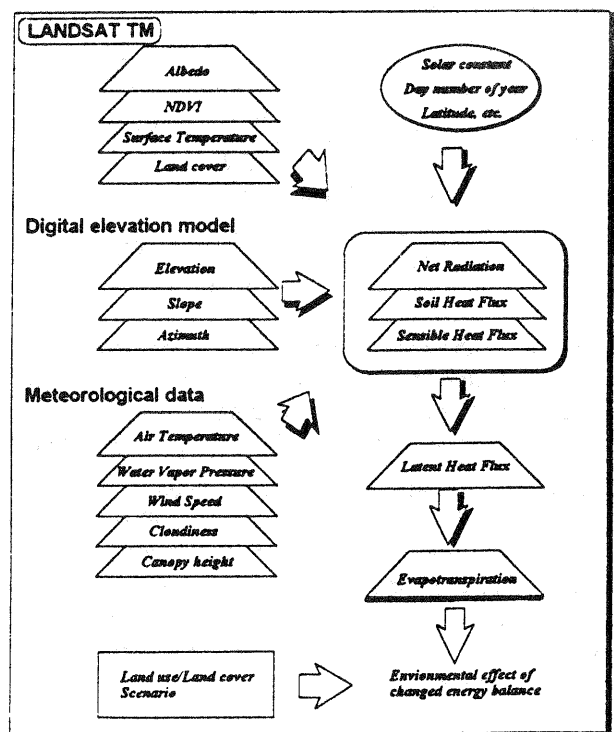 LANDSAT TM
Albedo
NDVI
Surface Temperature
Land cover
Solar constant
Day number of year
Latitude, etc.
Digital elevation model
Elevation
Slope
Azimuth
Net Radiation
Soil Heat Flux
Sensible Heat Flux
Meteorological data
Air Temperature
Water Vapor Pressure
Wind Speed
Cloudiness
Canopy height
Latent Heat Flux
Evapotranspiration
Land use/Land cover
Scenario
Envionmental effect of
changed energy balance